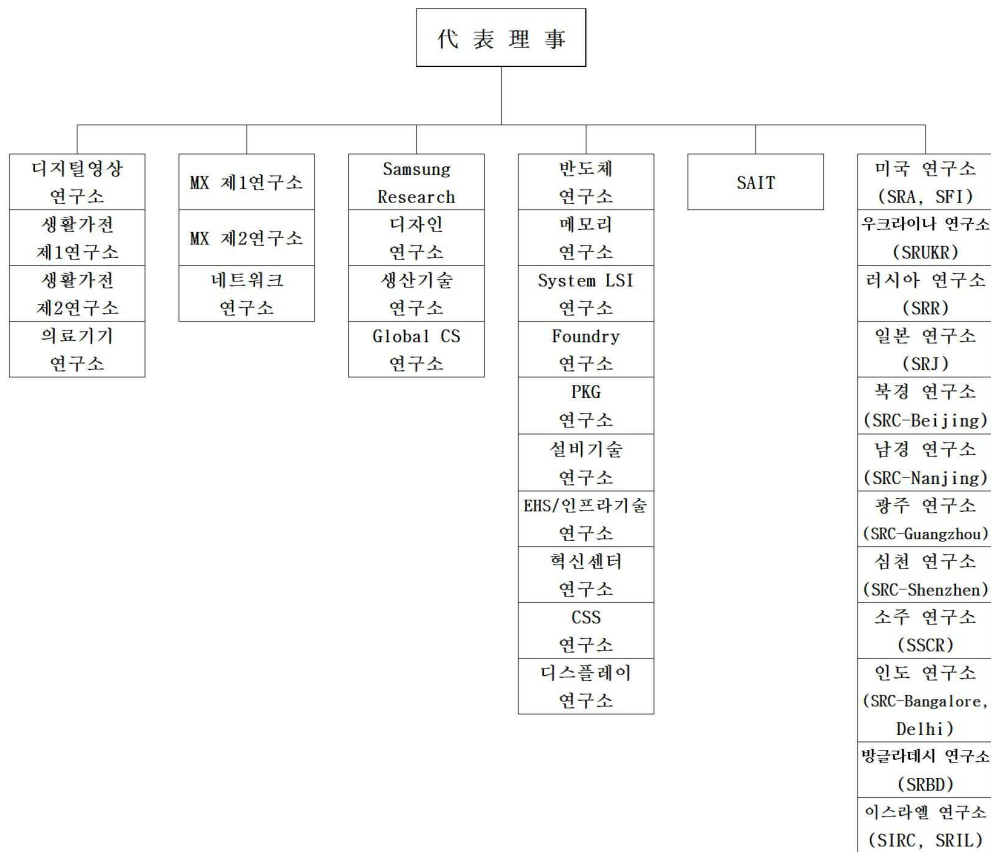 代 表 理 事
디지털영상
연구소
생활가전
제1연구소
생활가전
제2연구소
의료기기
연구소
MX 제1연구소
MX 제2연구소
네트워크
연구소
Samsung
Research
디자인
연구소
생산기술
연구소
Global CS
연구소
반도체
연구소
메모리
연구소
System LSI
연구소
Foundry
연구소
PKG
연구소
설비기술
연구소
EHS/인프라기술
연구소
혁신센터
연구소
CSS
연구소
디스플레이
연구소
SAIT
미국 연구소
(SRA, SFI)
우크라이나 연구소
(SRUKR)
러시아 연구소
(SRR)
일본 연구소
(SRJ)
북경 연구소
(SRC-Beijing)
남경 연구소
(SRC-Nanjing)
광주 연구소
(SRC-Guangzhou)
심천 연구소
(SRC-Shenzhen)
소주 연구소
(SSCR)
인도 연구소
(SRC-Bangalore,
Delhi)
방글라데시 연구소
(SRBD)
이스라엘 연구소
(SIRC, SRIL)